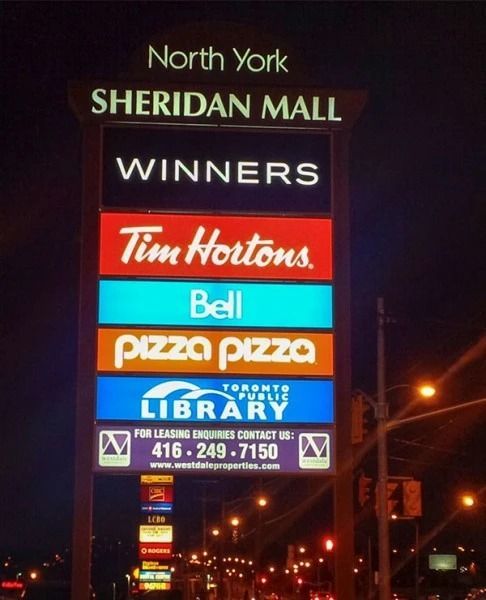 North York
SHERIDAN MALL
WINNERS
Tim Hortons.
Bell
pizza pizza
TORONTO
PUBLIC
LIBRARY
FOR LEASING ENQUIRIES CONTACT US:
416 • 249 • 7150
www.westdaleproperties.com
CIBC
LCBO
ROGERS